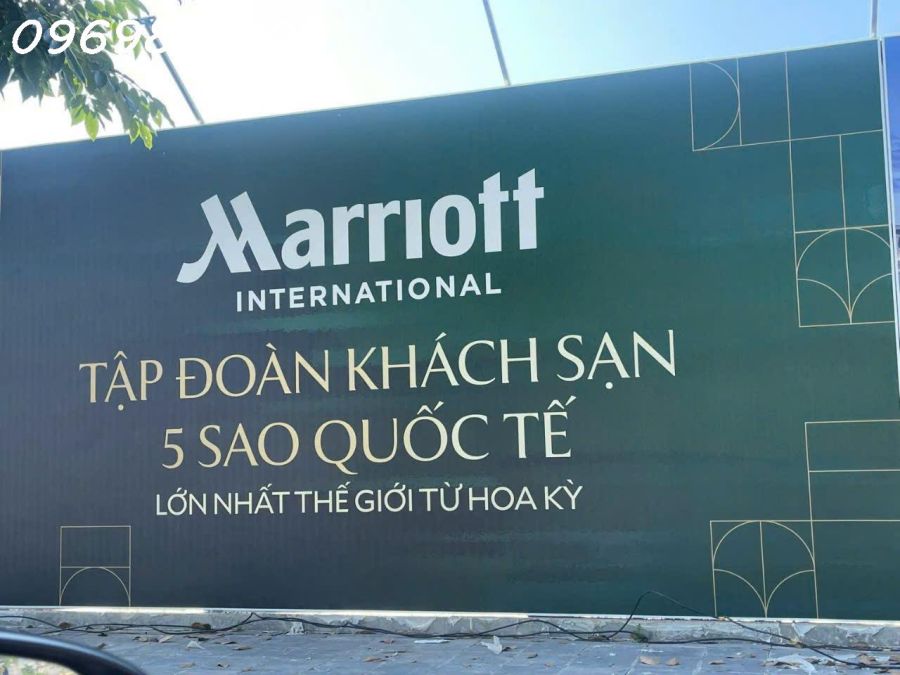 Marriott
INTERNATIONAL
TẬP ĐOÀN KHÁCH SẠN
5 SAO QUỐC TẾ
LỚN NHẤT THẾ GIỚI TỪ HOA KỲ